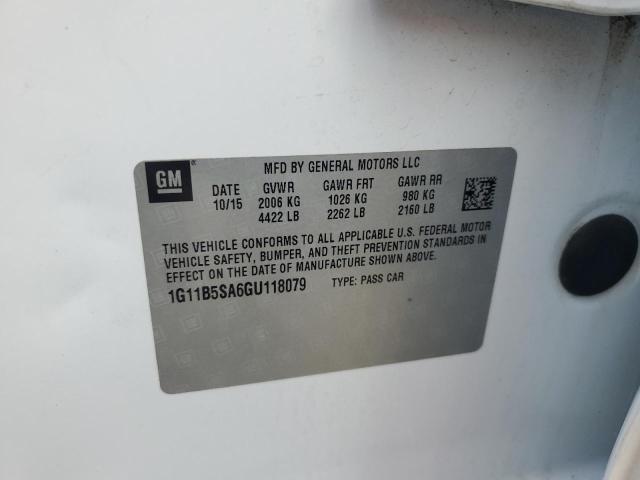 GM
MFD BY GENERAL MOTORS LLC
DATE GVWR GAWR FRT GAWR RR
10/15 2006 KG 1026 KG 980 KG
4422 LB 2262 LB 2160 LB
THIS VEHICLE CONFORMS TO ALL APPLICABLE U.S. FEDERAL MOTOR
VEHICLE SAFETY, BUMPER, AND THEFT PREVENTION STANDARDS IN
EFFECT ON THE DATE OF MANUFACTURE SHOWN ABOVE.
1G11B5SA6GU118079 TYPE: PASS CAR